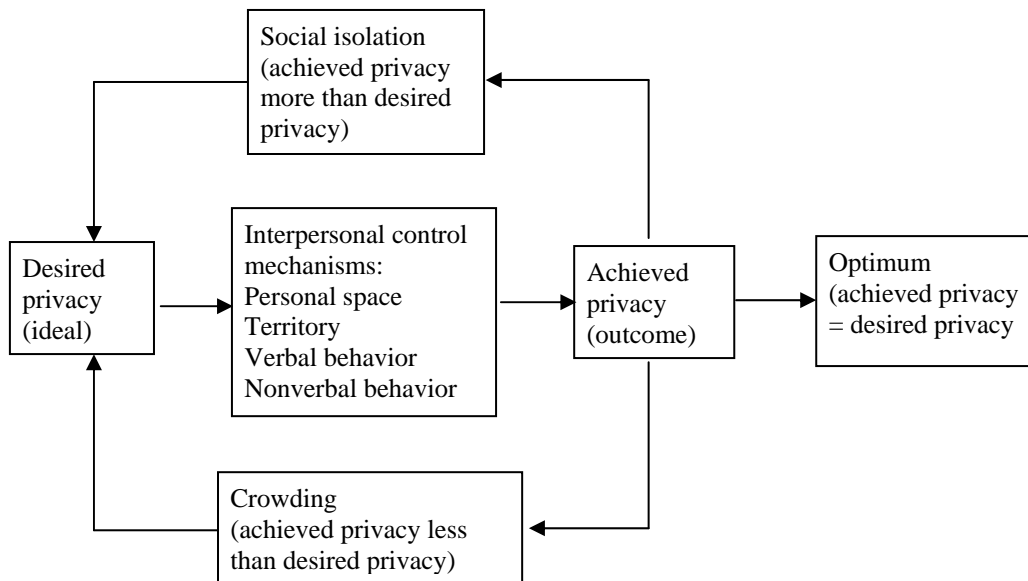 Social isolation
(achieved privacy
more than desired
privacy)
Desired
privacy
(ideal)
Interpersonal control
mechanisms:
Personal space
Territory
Verbal behavior
Nonverbal behavior
Achieved
privacy
(outcome)
Optimum
(achieved privacy
= desired privacy
Crowding
(achieved privacy less
than desired privacy)